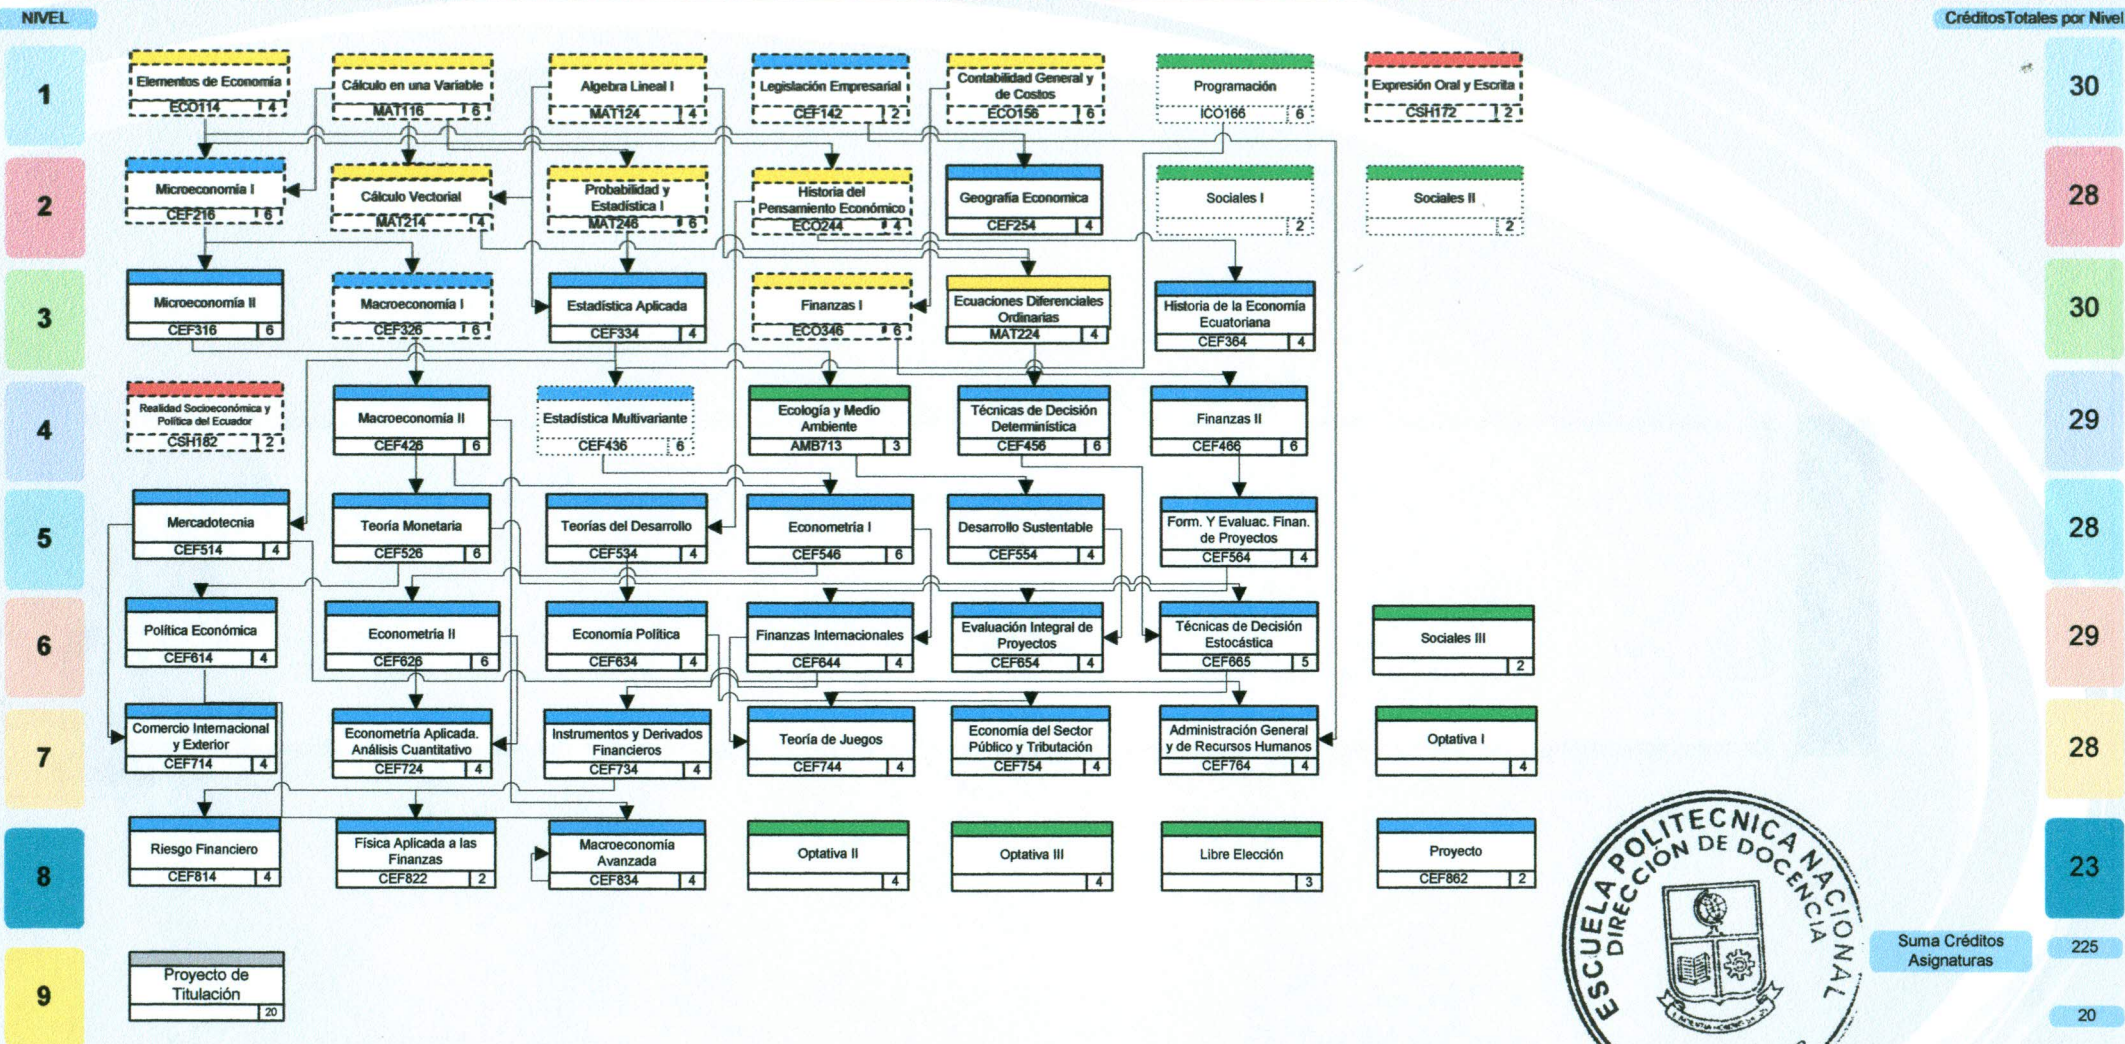 NIVEL
CréditosTotales por Nivel
1
Elementos de Economía
ECO114 4
Cálculo en una Variable
MAT116 6
Algebra Lineal I
MAT124 4
Legislación Empresarial
CEF142 2
Contabilidad General y
de Costos
ECO156 6
Programación
ICO166 6
Expresión Oral y Escrita
CSH172 2
30
2
Microeconomía I
CEF216 6
Cálculo Vectorial
MAT214 4
Probabilidad y
Estadística I
MAT246 6
Historia del
Pensamiento Económico
ECO244 4
Geografía Economica
CEF254 4
Sociales I
2
Sociales II
2
28
3
Microeconomía II
CEF316 6
Macroeconomía I
CEF326 6
Estadística Aplicada
CEF334 4
Finanzas I
ECO346 6
Ecuaciones Diferenciales
Ordinarias
MAT224 4
Historia de la Economía
Ecuatoriana
CEF364 4
30
4
Realidad Socioeconómica y
Política del Ecuador
CSH182 2
Macroeconomía II
CEF426 6
Estadística Multivariante
CEF436 6
Ecología y Medio
Ambiente
AMB713 3
Técnicas de Decisión
Determinística
CEF456 6
Finanzas II
CEF466 6
29
5
Mercadotecnia
CEF514 4
Teoría Monetaria
CEF526 6
Teorías del Desarrollo
CEF534 4
Econometría I
CEF546 6
Desarrollo Sustentable
CEF554 4
Form. Y Evaluac. Finan.
de Proyectos
CEF564 4
28
6
Política Económica
CEF614 4
Econometría II
CEF626 6
Economía Política
CEF634 4
Finanzas Internacionales
CEF644 4
Evaluación Integral de
Proyectos
CEF654 4
Técnicas de Decisión
Estocástica
CEF665 5
Sociales III
2
29
7
Comercio Internacional
y Exterior
CEF714 4
Econometría Aplicada.
Análisis Cuantitativo
CEF724 4
Instrumentos y Derivados
Financieros
CEF734 4
Teoría de Juegos
CEF744 4
Economía del Sector
Público y Tributación
CEF754 4
Administración General
y de Recursos Humanos
CEF764 4
Optativa I
4
28
8
Riesgo Financiero
CEF814 4
Física Aplicada a las
Finanzas
CEF822 2
Macroeconomía
Avanzada
CEF834 4
Optativa II
4
Optativa III
4
Libre Elección
3
Proyecto
CEF862 2
23
ESCUELA POLITECNICA NACIONAL
DIRECCIÓN DE DOCENCIA
Suma Créditos
Asignaturas
225
9
Proyecto de
Titulación
20
20